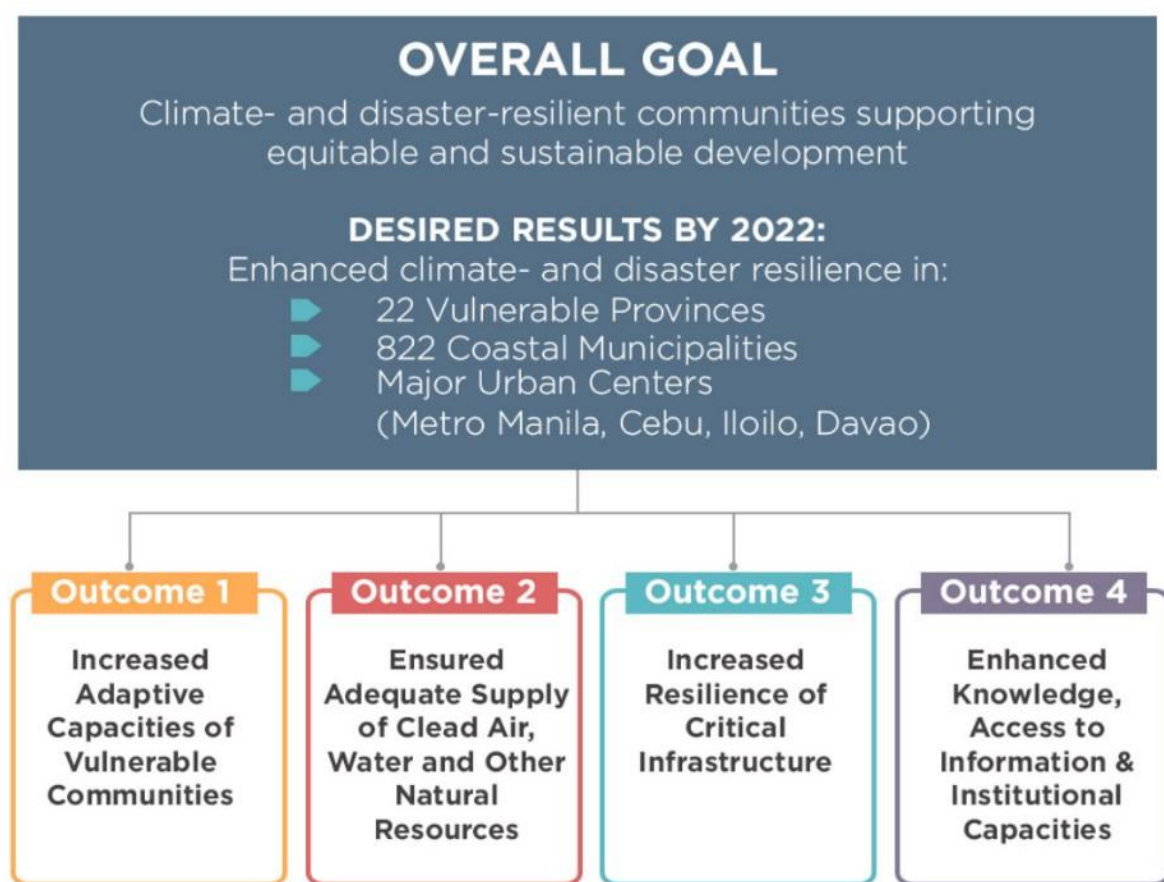 OVERALL GOAL
Climate- and disaster-resilient communities supporting
equitable and sustainable development
DESIRED RESULTS BY 2022:
Enhanced climate- and disaster resilience in:
22 Vulnerable Provinces
822 Coastal Municipalities
Major Urban Centers
(Metro Manila, Cebu, Iloilo, Davao)
Outcome 1
Increased
Adaptive
Capacities of
Vulnerable
Communities
Outcome 2
Ensured
Adequate Supply
of Clead Air,
Water and Other
Natural
Resources
Outcome 3
Increased
Resilience of
Critical
Infrastructure
Outcome 4
Enhanced
Knowledge,
Access to
Information &
Institutional
Capacities